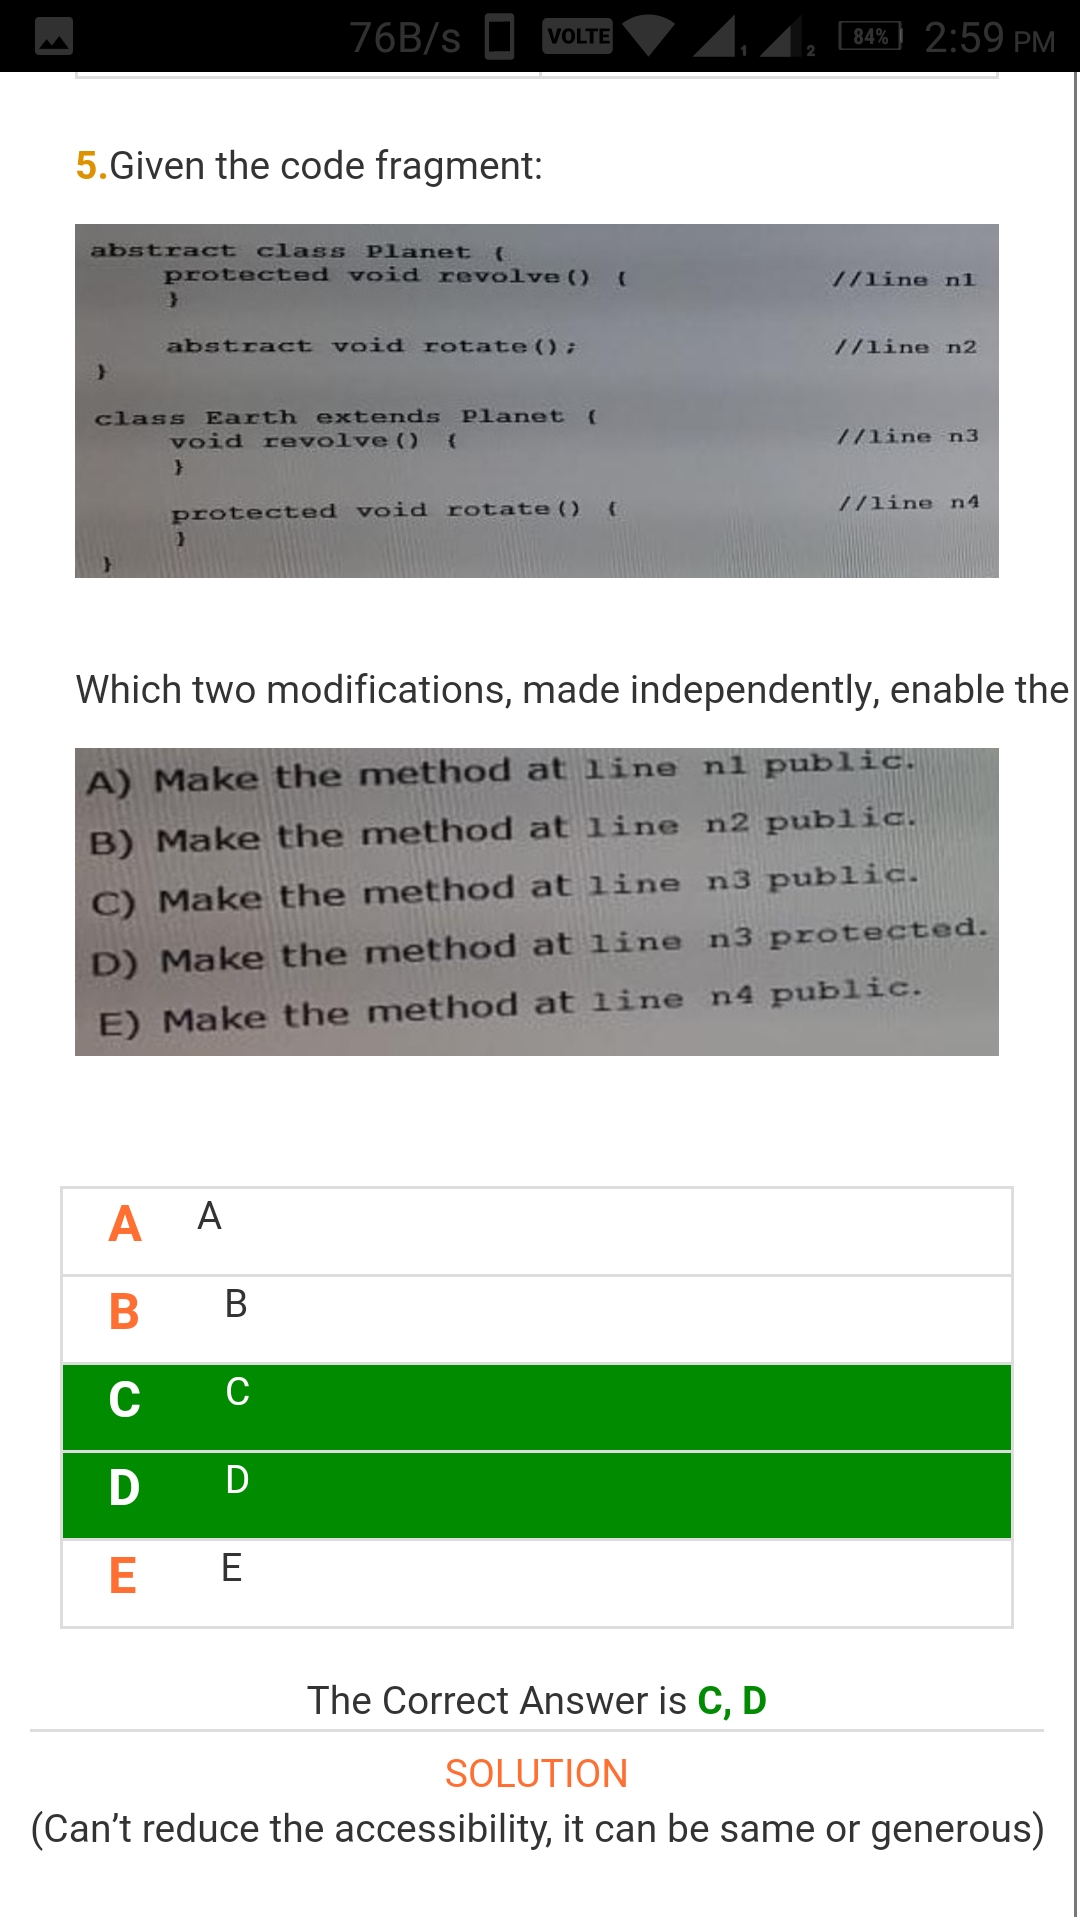 76B/s VOLTE 1 2 84% 2:59 PM
5.Given the code fragment:
abstract class Planet {
protected void revolve() { //line n1
}
abstract void rotate(); //line n2
}
class Earth extends Planet {
void revolve() { //line n3
}
protected void rotate() { //line n4
}
}
Which two modifications, made independently, enable the
A) Make the method at line n1 public.
B) Make the method at line n2 public.
C) Make the method at line n3 public.
D) Make the method at line n3 protected.
E) Make the method at line n4 public.
A A
B B
C C
D D
E E
The Correct Answer is C, D
SOLUTION
(Can’t reduce the accessibility, it can be same or generous)